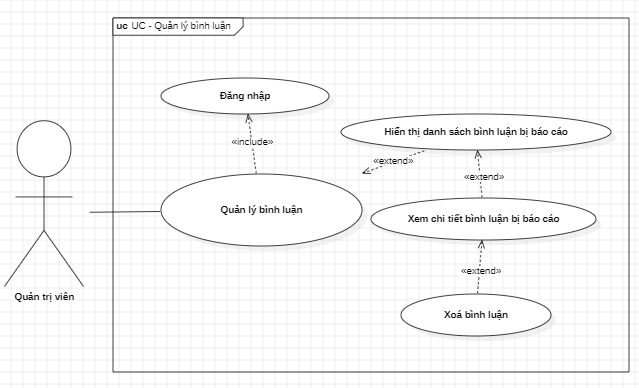 uc UC - Quản lý bình luận
Đăng nhập
Hiển thị danh sách bình luận bị báo cáo
«include»
«extend»
«extend»
Quản lý bình luận
Xem chi tiết bình luận bị báo cáo
«extend»
Quản trị viên
Xoá bình luận